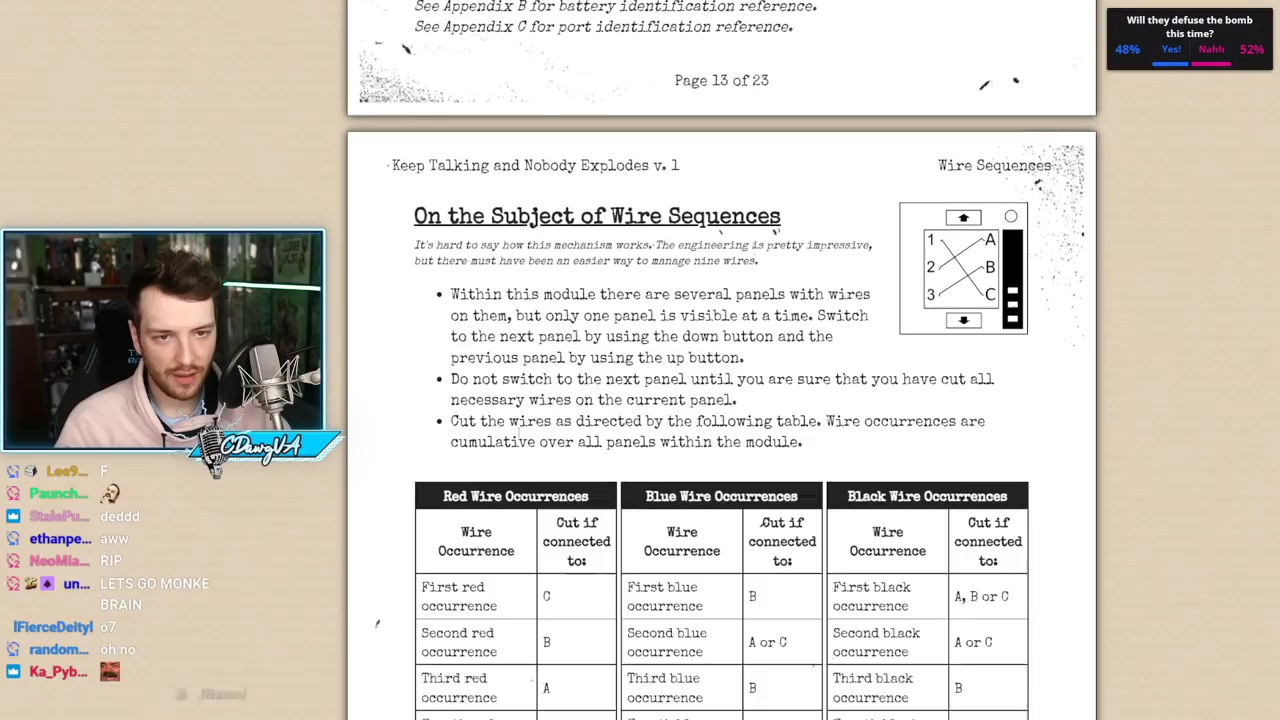 See Appendix B for battery identification reference.
See Appendix C for port identification reference.
Page 13 of 23
Will they defuse the bomb
this time?
48% Yes! Nahh 52%
Keep Talking and Nobody Explodes v. 1
Wire Sequences
On the Subject of Wire Sequences
It's hard to say how this mechanism works. The engineering is pretty impressive,
but there must have been an easier way to manage nine wires.
1 A
2 B
3 C
• Within this module there are several panels with wires
on them, but only one panel is visible at a time. Switch
to the next panel by using the down button and the
previous panel by using the up button.
• Do not switch to the next panel until you are sure that you have cut all
necessary wires on the current panel.
• Cut the wires as directed by the following table. Wire occurrences are
cumulative over all panels within the module.
Red Wire Occurrences
Wire
Occurrence
Cut if
connected
to:
First red
occurrence
C
Second red
occurrence
B
Third red
occurrence
A
Blue Wire Occurrences
Wire
Occurrence
Cut if
connected
to:
First blue
occurrence
B
Second blue
occurrence
A or C
Third blue
occurrence
B
Black Wire Occurrences
Wire
Occurrence
Cut if
connected
to:
First black
occurrence
A, B or C
Second black
occurrence
A or C
Third black
occurrence
B
CDawgVA
Lee9... F
Paunch...
StalePu... deddd
ethanpe... aww
NeoMia... RIP
un... LETS GO MONKE
BRAIN
lFierceDeityl o7
random... oh no
Ka_Pyb...